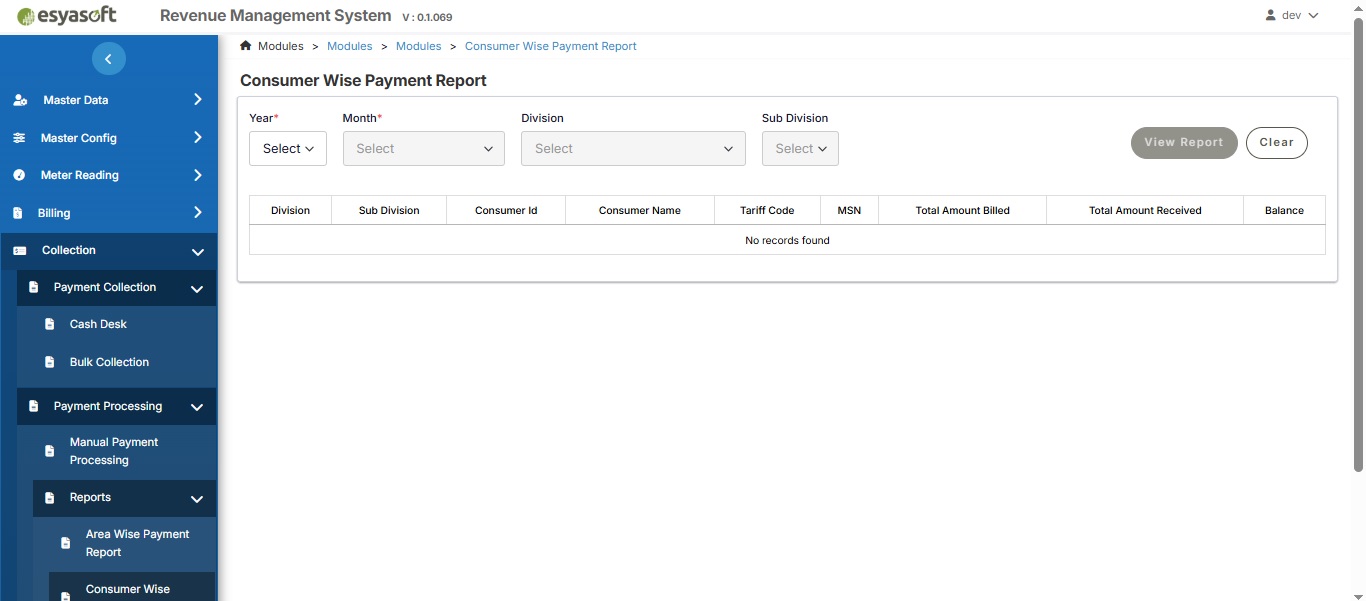 esyasoft
Revenue Management System V : 0.1.069
dev
Modules > Modules > Modules > Consumer Wise Payment Report
Consumer Wise Payment Report
Year* Month* Division Sub Division
Select Select Select Select View Report Clear
Division Sub Division Consumer Id Consumer Name Tariff Code MSN Total Amount Billed Total Amount Received Balance
No records found
Master Data
Master Config
Meter Reading
Billing
Collection
Payment Collection
Cash Desk
Bulk Collection
Payment Processing
Manual Payment
Processing
Reports
Area Wise Payment
Report
Consumer Wise